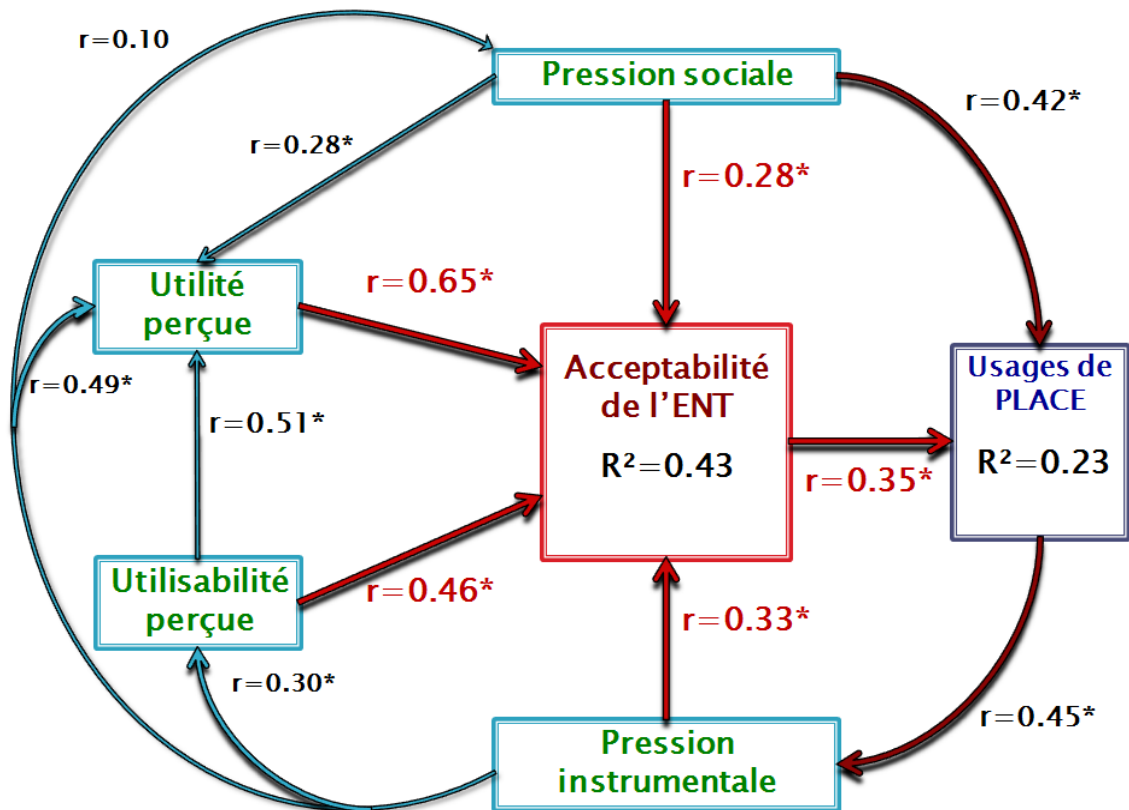 r=0.10
Pression sociale
r=0.42*
r=0.28*
r=0.28*
Utilité
perçue
r=0.65*
Acceptabilité
de l’ENT
R²=0.43
Usages de
PLACE
R²=0.23
r=0.49*
r=0.51*
r=0.35*
Utilisabilité
perçue
r=0.46*
r=0.33*
r=0.30*
r=0.45*
Pression
instrumentale